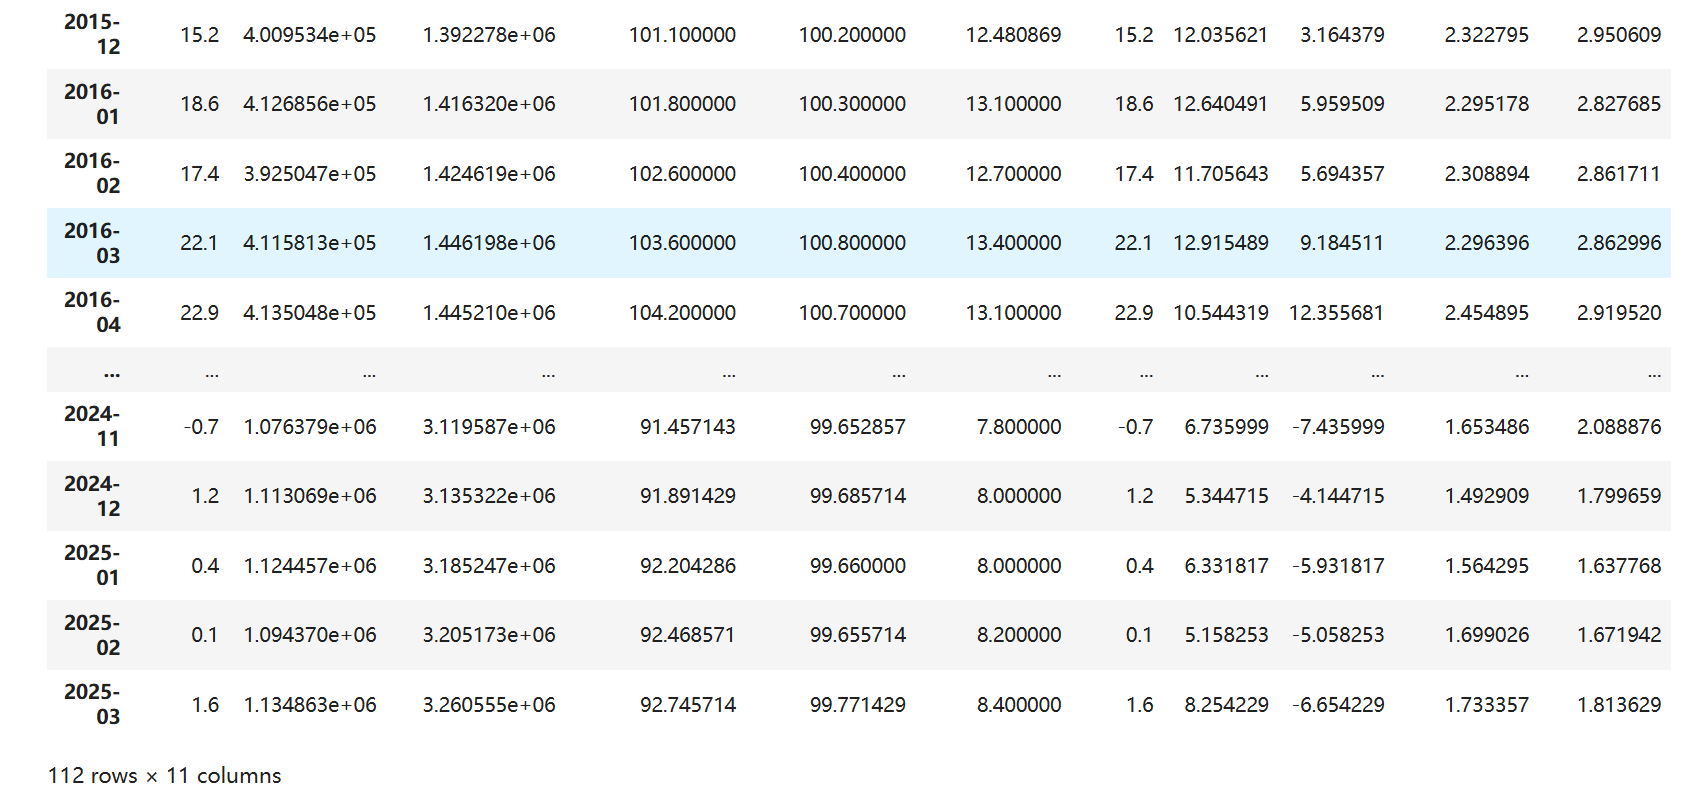 2015-
12 15.2 4.009534e+05 1.392278e+06 101.100000 100.200000 12.480869 15.2 12.035621 3.164379 2.322795 2.950609
2016-
01 18.6 4.126856e+05 1.416320e+06 101.800000 100.300000 13.100000 18.6 12.640491 5.959509 2.295178 2.827685
2016-
02 17.4 3.925047e+05 1.424619e+06 102.600000 100.400000 12.700000 17.4 11.705643 5.694357 2.308894 2.861711
2016-
03 22.1 4.115813e+05 1.446198e+06 103.600000 100.800000 13.400000 22.1 12.915489 9.184511 2.296396 2.862996
2016-
04 22.9 4.135048e+05 1.445210e+06 104.200000 100.700000 13.100000 22.9 10.544319 12.355681 2.454895 2.919520
... ... ... ... ... ... ... ... ... ... ... ...
2024-
11 -0.7 1.076379e+06 3.119587e+06 91.457143 99.652857 7.800000 -0.7 6.735999 -7.435999 1.653486 2.088876
2024-
12 1.2 1.113069e+06 3.135322e+06 91.891429 99.685714 8.000000 1.2 5.344715 -4.144715 1.492909 1.799659
2025-
01 0.4 1.124457e+06 3.185247e+06 92.204286 99.660000 8.000000 0.4 6.331817 -5.931817 1.564295 1.637768
2025-
02 0.1 1.094370e+06 3.205173e+06 92.468571 99.655714 8.200000 0.1 5.158253 -5.058253 1.699026 1.671942
2025-
03 1.6 1.134863e+06 3.260555e+06 92.745714 99.771429 8.400000 1.6 8.254229 -6.654229 1.733357 1.813629
112 rows × 11 columns